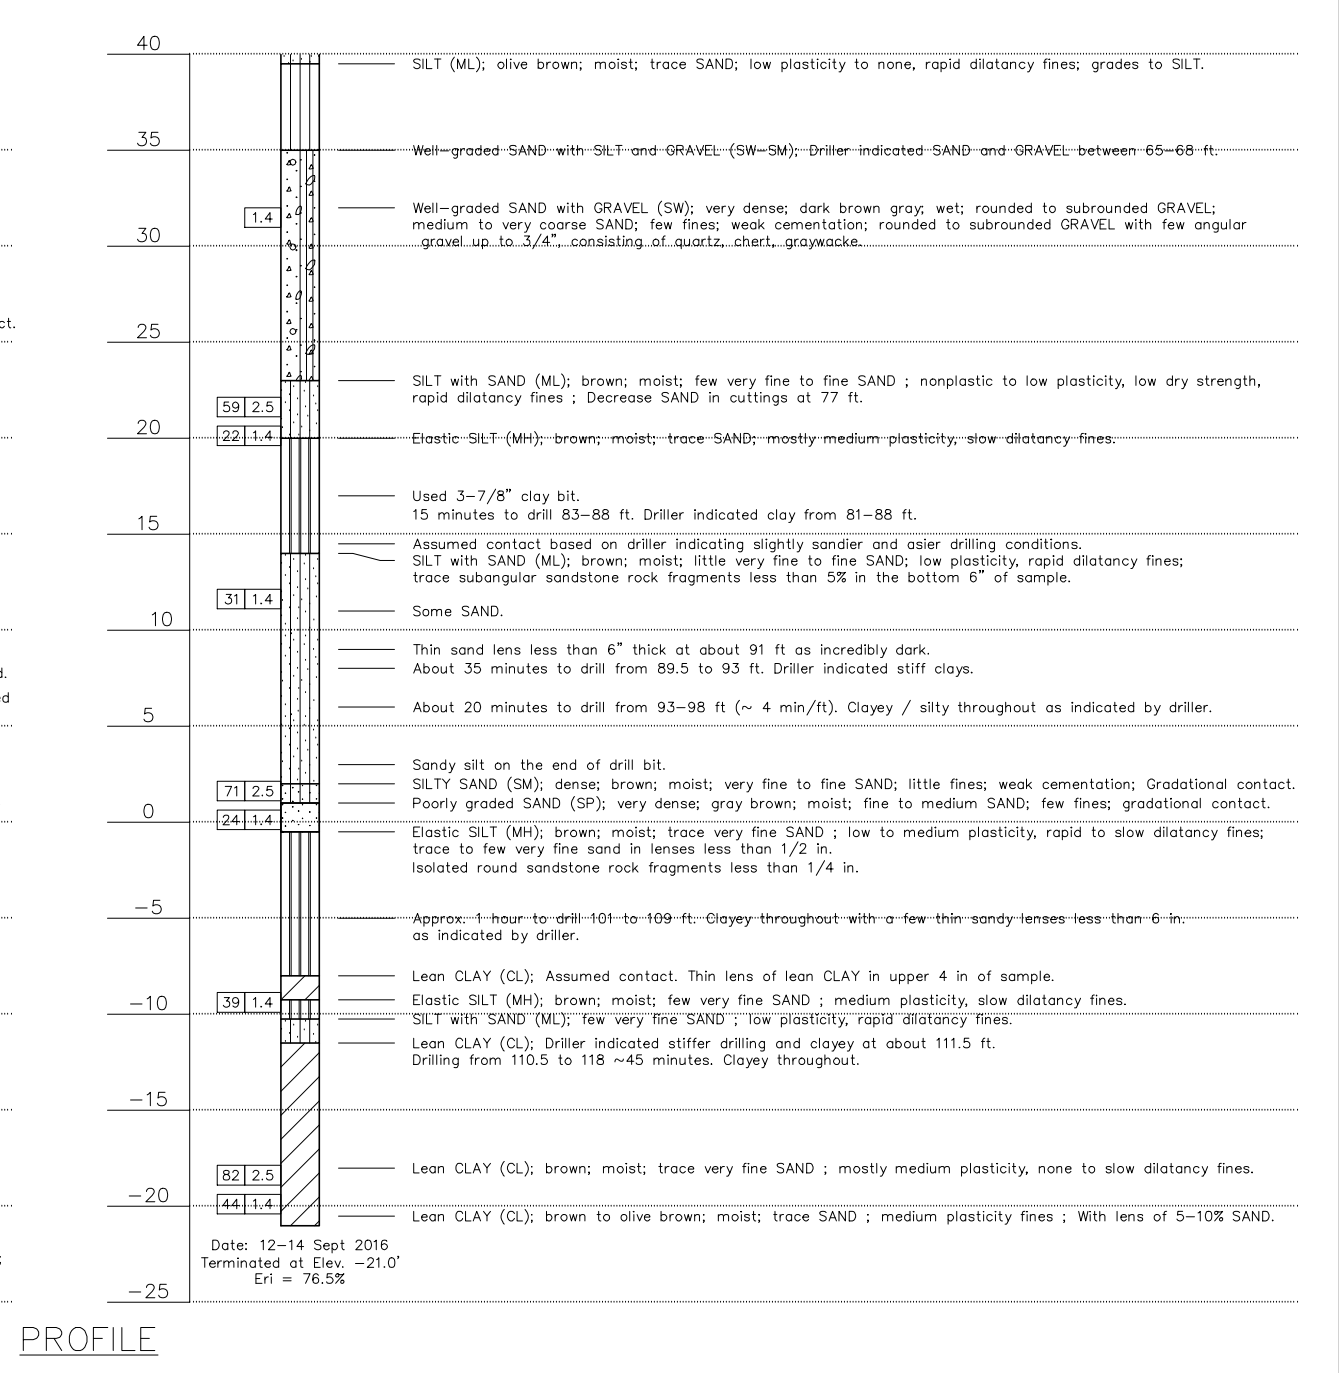 40
SILT (ML); olive brown; moist; trace SAND; low plasticity to none, rapid dilatancy fines; grades to SILT.
35
Well-graded SAND with SILT and GRAVEL (SW-SM); Driller indicated SAND and GRAVEL between 65-68 ft.
1.4
Well-graded SAND with GRAVEL (SW); very dense; dark brown gray; wet; rounded to subrounded GRAVEL;
medium to very coarse SAND; few fines; weak cementation; rounded to subrounded GRAVEL with few angular
30
gravel up to 3/4", consisting of quartz, chert, graywacke.
ct.
25
SILT with SAND (ML); brown; moist; few very fine to fine SAND ; nonplastic to low plasticity, low dry strength,
rapid dilatancy fines ; Decrease SAND in cuttings at 77 ft.
59 2.5
20
22 1.4
Elastic SILT (MH); brown; moist; trace SAND; mostly medium plasticity, slow dilatancy fines.
Used 3-7/8" clay bit.
15 minutes to drill 83-88 ft. Driller indicated clay from 81-88 ft.
15
Assumed contact based on driller indicating slightly sandier and asier drilling conditions.
SILT with SAND (ML); brown; moist; little very fine to fine SAND; low plasticity, rapid dilatancy fines;
trace subangular sandstone rock fragments less than 5% in the bottom 6" of sample.
31 1.4
Some SAND.
10
Thin sand lens less than 6" thick at about 91 ft as incredibly dark.
About 35 minutes to drill from 89.5 to 93 ft. Driller indicated stiff clays.
d.
ed
About 20 minutes to drill from 93-98 ft (~ 4 min/ft). Clayey / silty throughout as indicated by driller.
5
Sandy silt on the end of drill bit.
SILTY SAND (SM); dense; brown; moist; very fine to fine SAND; little fines; weak cementation; Gradational contact.
71 2.5
Poorly graded SAND (SP); very dense; gray brown; moist; fine to medium SAND; few fines; gradational contact.
0
24 1.4
Elastic SILT (MH); brown; moist; trace very fine SAND ; low to medium plasticity, rapid to slow dilatancy fines;
trace to few very fine sand in lenses less than 1/2 in.
Isolated round sandstone rock fragments less than 1/4 in.
-5
Approx. 1 hour to drill 101 to 109 ft. Clayey throughout with a few thin sandy lenses less than 6 in.
as indicated by driller.
Lean CLAY (CL); Assumed contact. Thin lens of lean CLAY in upper 4 in of sample.
-10
39 1.4
Elastic SILT (MH); brown; moist; few very fine SAND ; medium plasticity, slow dilatancy fines.
SILT with SAND (ML); few very fine SAND ; low plasticity, rapid dilatancy fines.
Lean CLAY (CL); Driller indicated stiffer drilling and clayey at about 111.5 ft.
Drilling from 110.5 to 118 ~45 minutes. Clayey throughout.
-15
Lean CLAY (CL); brown; moist; trace very fine SAND ; mostly medium plasticity, none to slow dilatancy fines.
82 2.5
-20
44 1.4
Lean CLAY (CL); brown to olive brown; moist; trace SAND ; medium plasticity fines ; With lens of 5-10% SAND.
Date: 12-14 Sept 2016
Terminated at Elev. -21.0'
Eri = 76.5%
-25
PROFILE